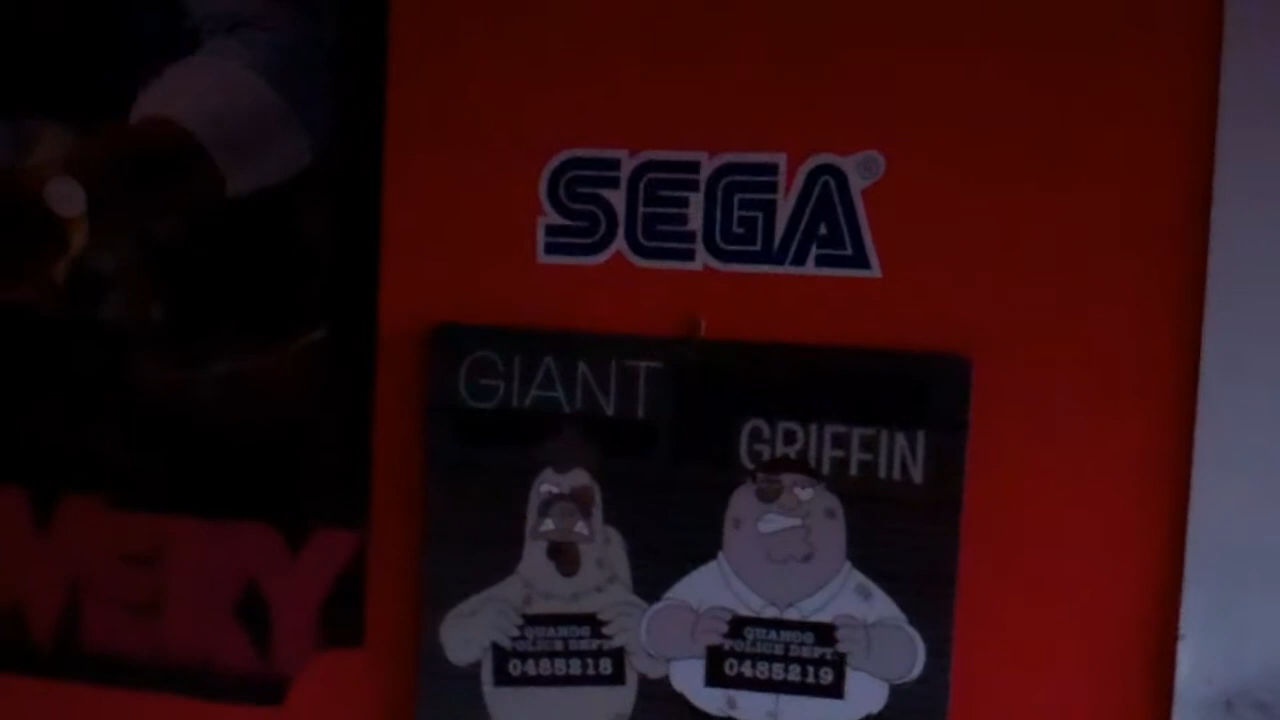 SEGA®
GIANT
GRIFFIN
QUAHOG
POLICE DEPT.
0485218
QUAHOG
POLICE DEPT.
0485219